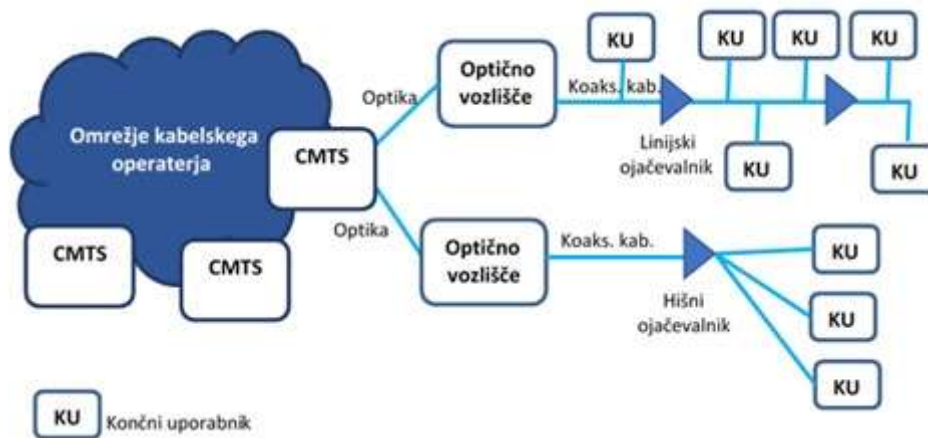 Omrežje kabelskega
operaterja
CMTS
CMTS
CMTS
Optika
Optika
Optično
vozlišče
Koaks. kab.
KU
KU
KU
KU
Linijski
ojačevalnik
KU
KU
Optično
vozlišče
Koaks. kab.
Hišni
ojačevalnik
KU
KU
KU
KU
Končni uporabnik